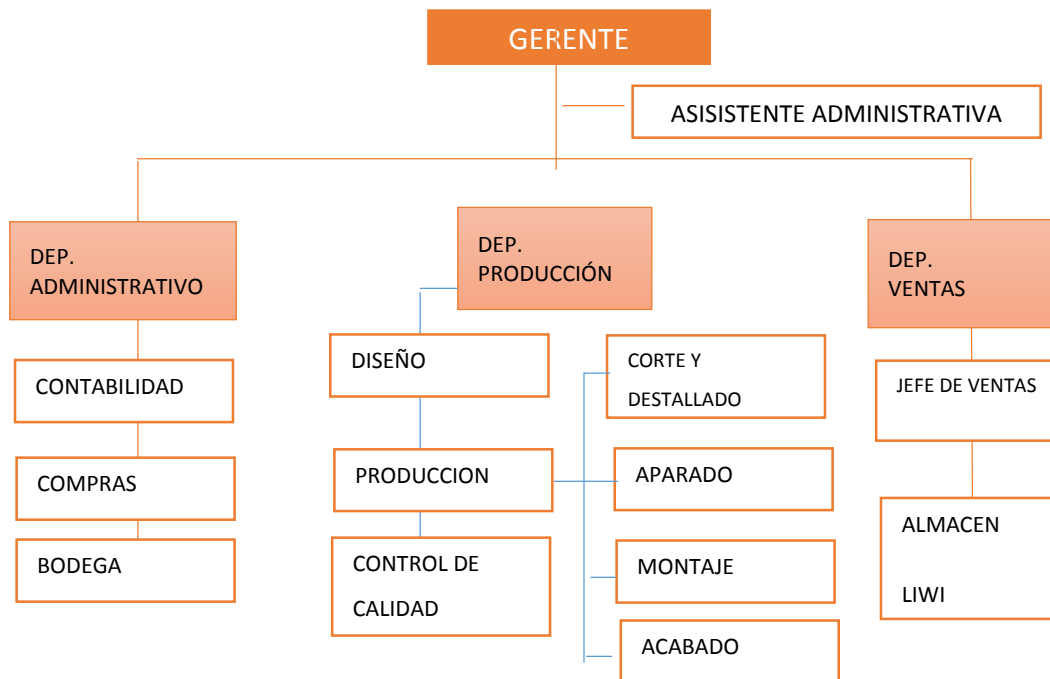 GERENTE
ASISISTENTE ADMINISTRATIVA
DEP.
ADMINISTRATIVO
DEP.
PRODUCCIÓN
DEP.
VENTAS
CONTABILIDAD
COMPRAS
BODEGA
DISEÑO
PRODUCCION
CONTROL DE
CALIDAD
CORTE Y
DESTALLADO
APARADO
MONTAJE
ACABADO
JEFE DE VENTAS
ALMACEN
LIWI